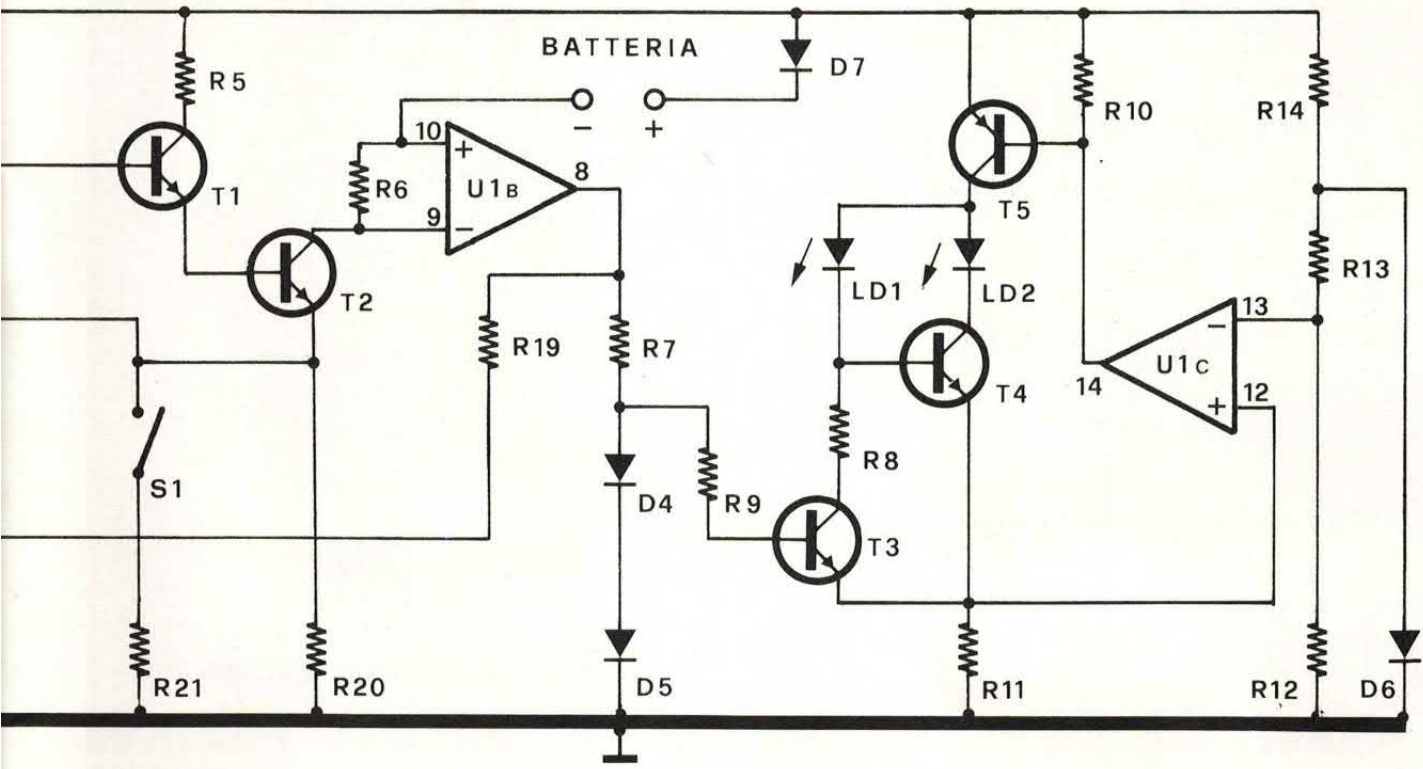 BATTERIA
- +
R5
D7
R10
R14
10
+
U1B
8
R6
9
-
T1
T5
T2
LD1
LD2
R13
13
-
U1C
14
12
+
R19
R7
T4
R8
S1
D4
R9
T3
R21
R20
D5
R11
R12
D6